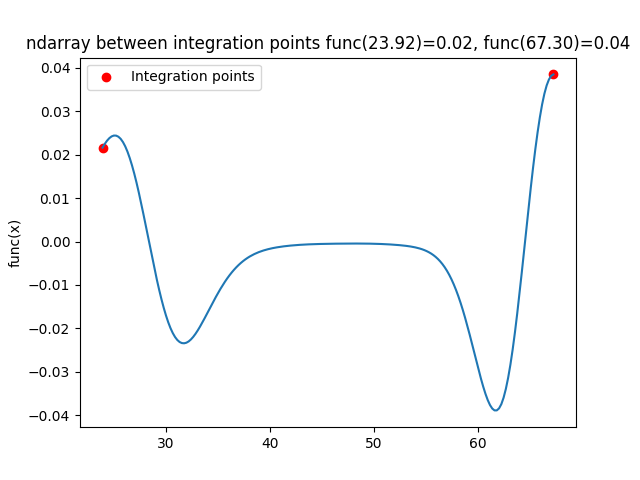 ndarray between integration points func(23.92)=0.02, func(67.30)=0.04
Integration points
0.04
0.03
0.02
0.01
0.00
−0.01
−0.02
−0.03
−0.04
func(x)
30 40 50 60